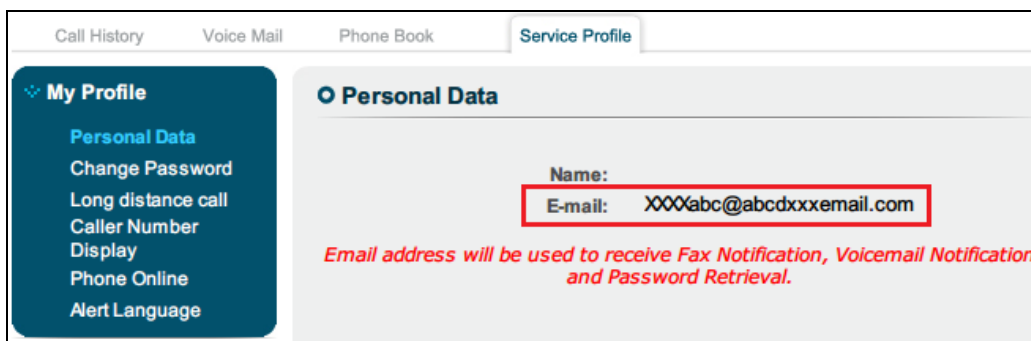 Call History Voice Mail Phone Book Service Profile
My Profile
Personal Data
Change Password
Long distance call
Caller Number
Display
Phone Online
Alert Language
Personal Data
Name:
E-mail: XXXXabc@abcdxxxemail.com
Email address will be used to receive Fax Notification, Voicemail Notification
and Password Retrieval.